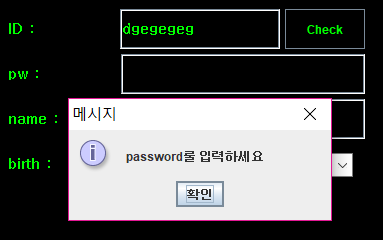 ID :
dgegegeg
Check
pw :
name :
메시지
password를 입력하세요
확인
birth :